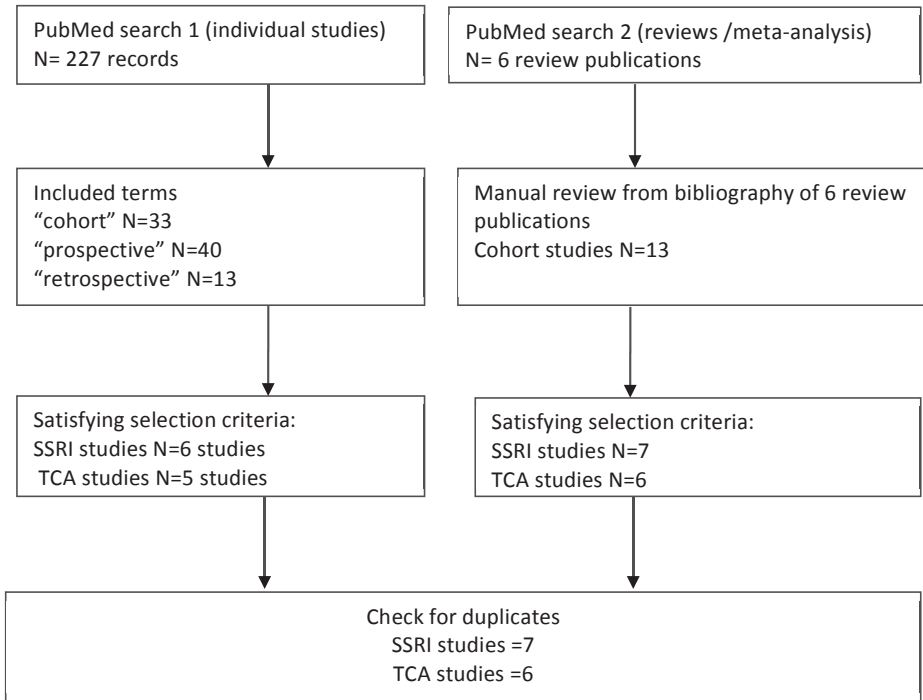 PubMed search 1 (individual studies)
N= 227 records
PubMed search 2 (reviews /meta-analysis)
N= 6 review publications
Included terms
“cohort” N=33
“prospective” N=40
“retrospective” N=13
Manual review from bibliography of 6 review
publications
Cohort studies N=13
Satisfying selection criteria:
SSRI studies N=6 studies
TCA studies N=5 studies
Satisfying selection criteria:
SSRI studies N=7
TCA studies N=6
Check for duplicates
SSRI studies =7
TCA studies =6